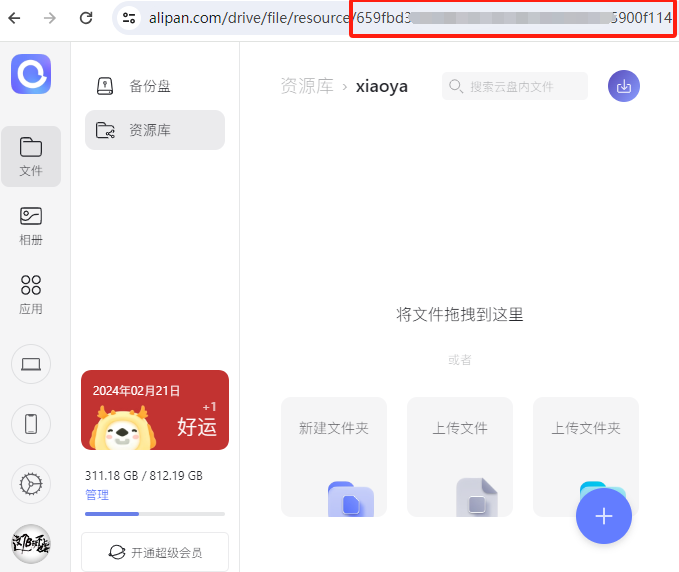 alipan.com/drive/file/resource/659fbd3 5900f114
备份盘
资源库
资源库 › xiaoya
搜索云盘内文件
文件
相册
应用
将文件拖拽到这里
或者
新建文件夹
上传文件
上传文件夹
2024年02月21日
+1
好运
311.18 GB / 812.19 GB
管理
开通超级会员